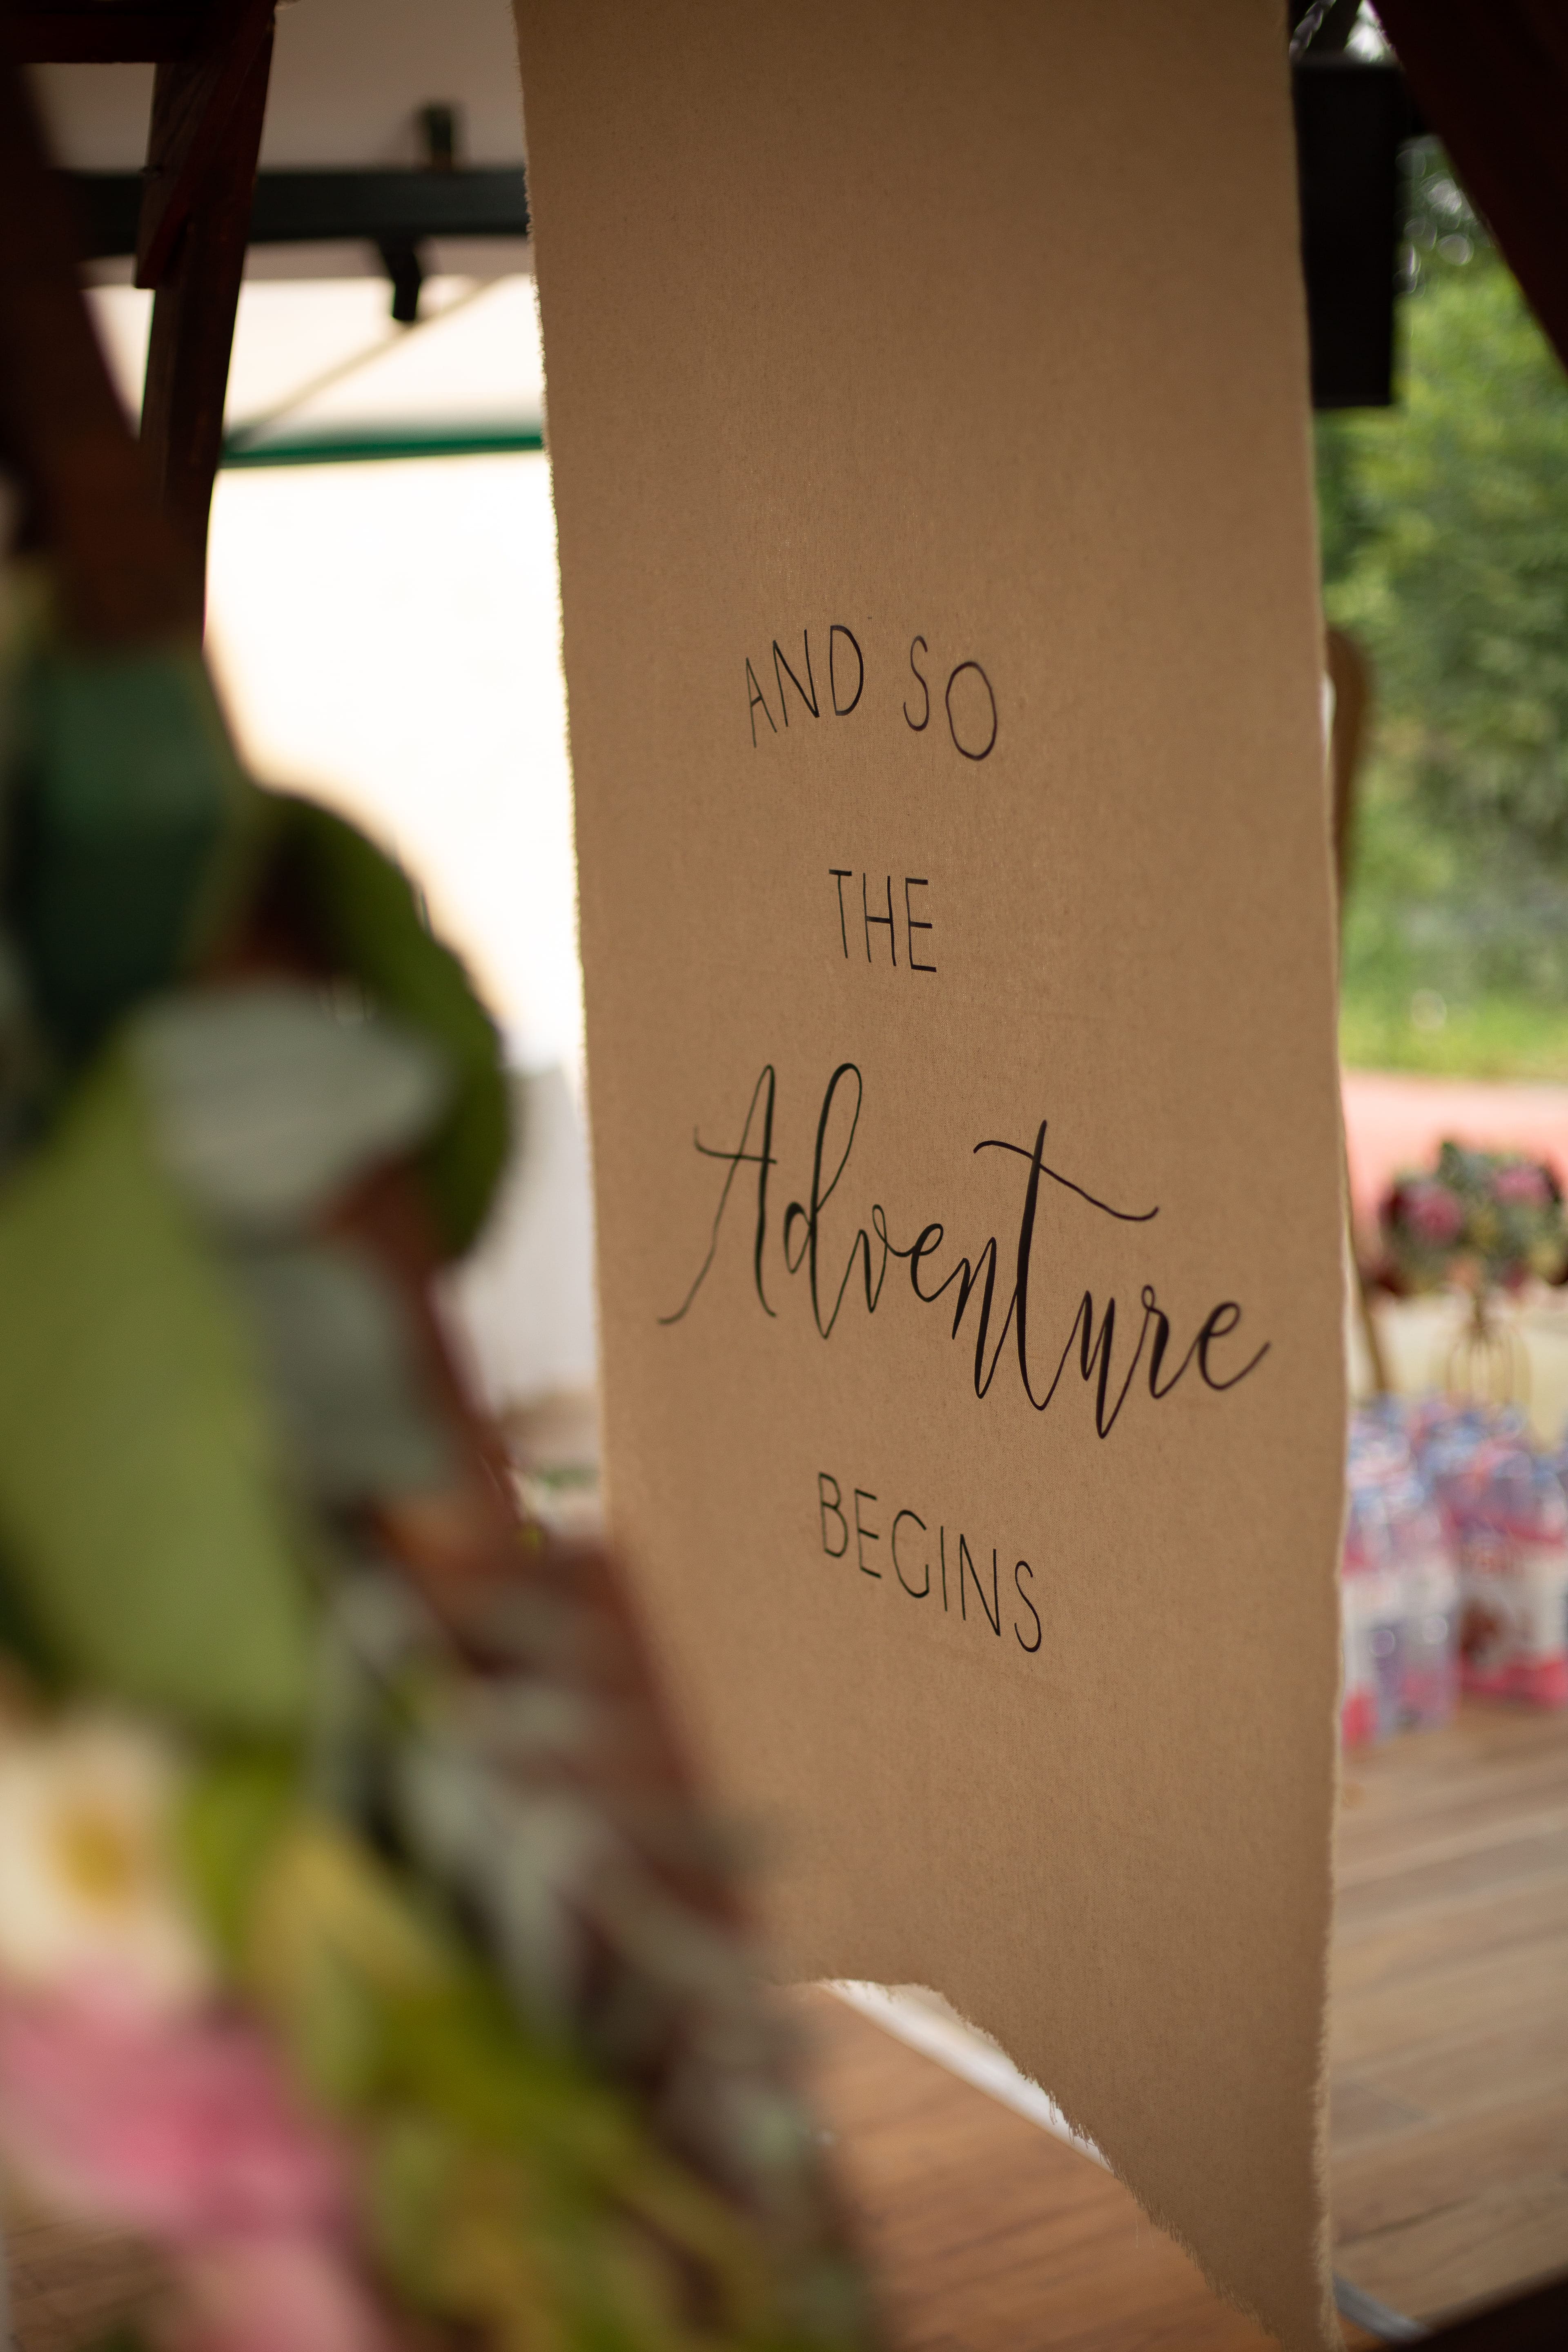 AND SO
THE
Adventure
BEGINS